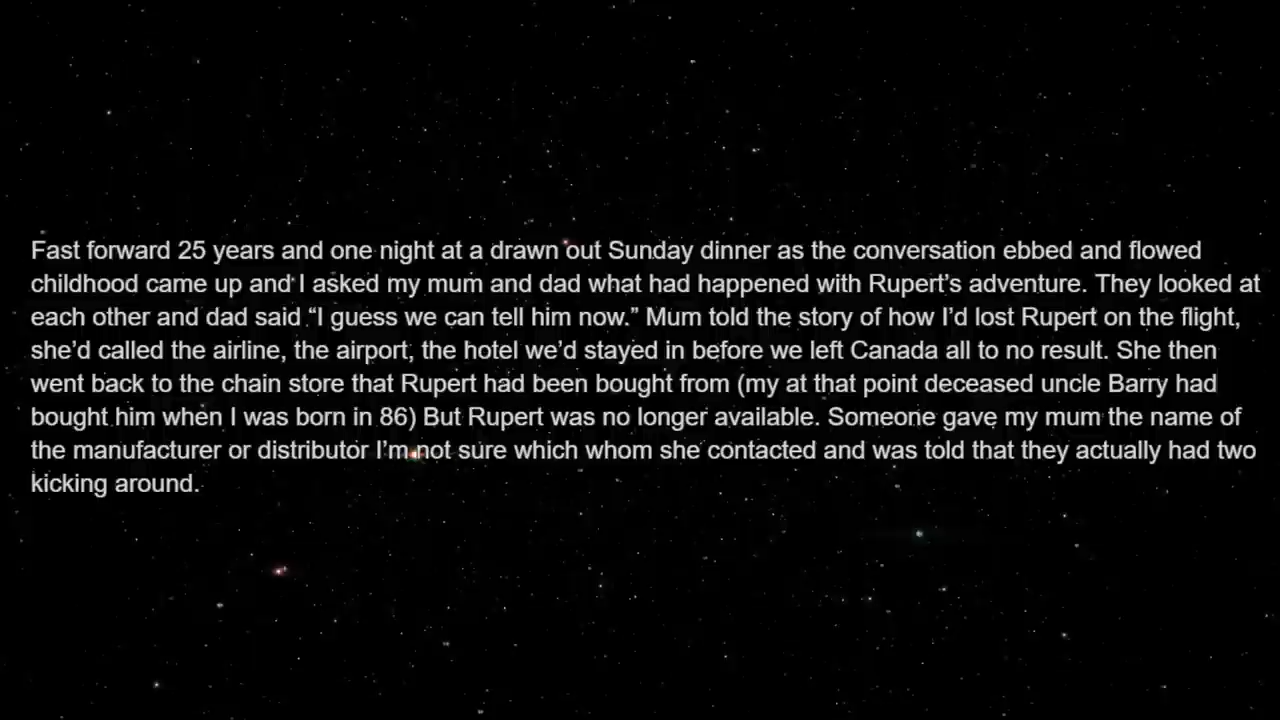 Fast forward 25 years and one night at a drawn out Sunday dinner as the conversation ebbed and flowed
childhood came up and I asked my mum and dad what had happened with Rupert’s adventure. They looked at
each other and dad said “I guess we can tell him now.” Mum told the story of how I’d lost Rupert on the flight,
she’d called the airline, the airport, the hotel we’d stayed in before we left Canada all to no result. She then
went back to the chain store that Rupert had been bought from (my at that point deceased uncle Barry had
bought him when I was born in 86) But Rupert was no longer available. Someone gave my mum the name of
the manufacturer or distributor I’m not sure which whom she contacted and was told that they actually had two
kicking around.